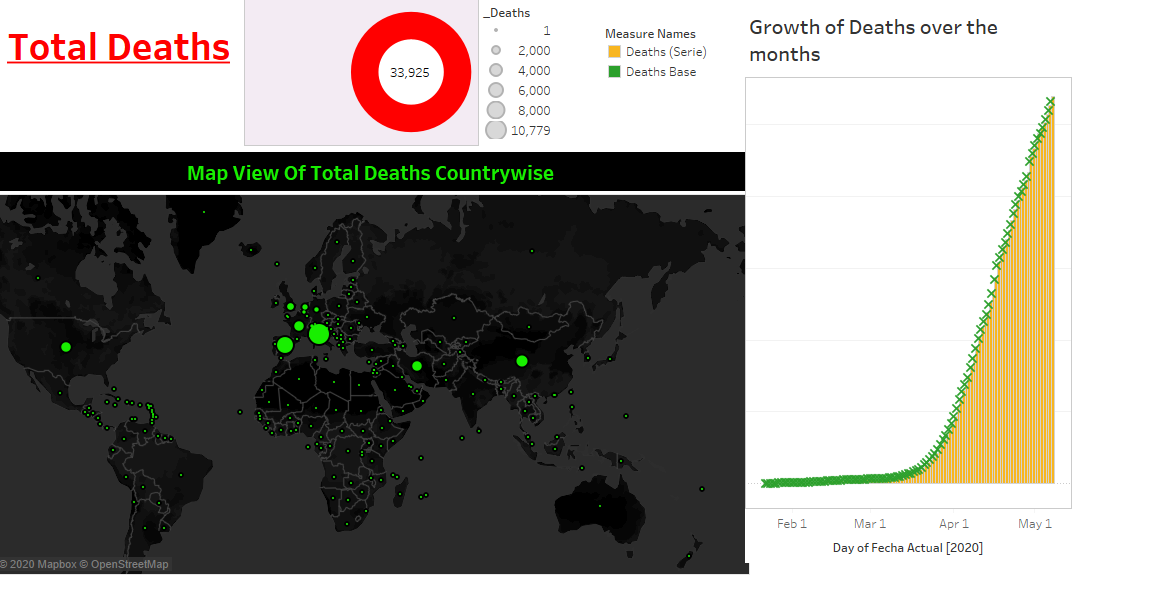 Total Deaths
33,925
_Deaths
1
2,000
4,000
6,000
8,000
10,779
Measure Names
Deaths (Serie)
Deaths Base
Growth of Deaths over the
months
Map View Of Total Deaths Countrywise
© 2020 Mapbox © OpenStreetMap
Feb 1
Mar 1
Apr 1
May 1
Day of Fecha Actual [2020]